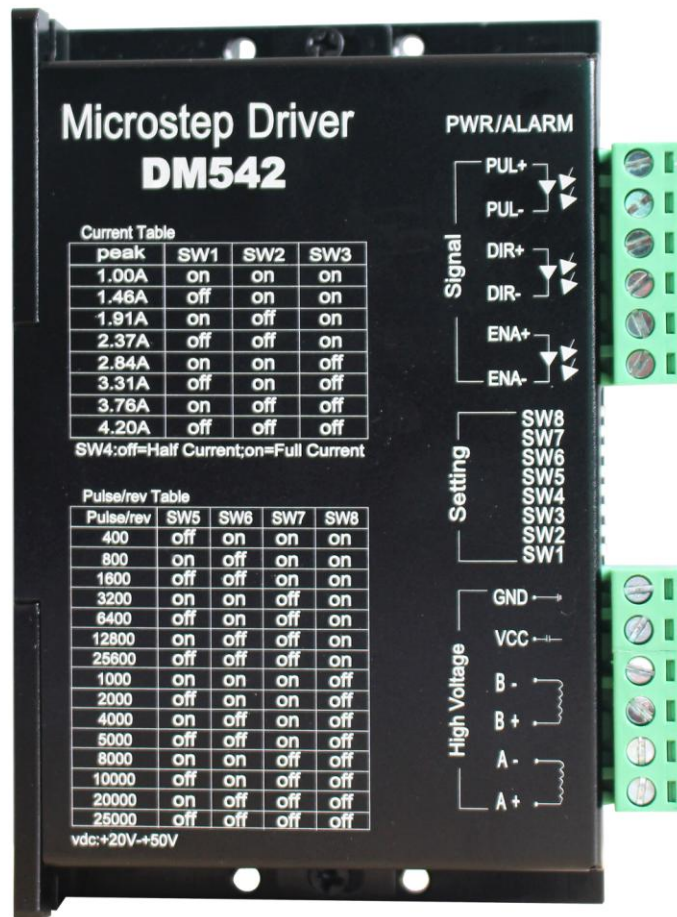 Microstep Driver
DM542
PWR/ALARM
Current Table
peak SW1 SW2 SW3
1.00A on on on
1.46A off on on
1.91A on off on
2.37A off off on
2.84A on on off
3.31A off on off
3.76A on off off
4.20A off off off
SW4:off=Half Current;on=Full Current
Pulse/rev Table
Pulse/rev SW5 SW6 SW7 SW8
400 off on on on
800 on off on on
1600 off off on on
3200 on on off on
6400 off on off on
12800 on off off on
25600 off off off on
1000 on on on off
2000 off on on off
4000 on off on off
5000 off off on off
8000 on on off off
10000 off on off off
20000 on off off off
25000 off off off off
vdc:+20V-+50V
Signal
PUL+
PUL-
DIR+
DIR-
ENA+
ENA-
Setting
SW8
SW7
SW6
SW5
SW4
SW3
SW2
SW1
High Voltage
GND
VCC
B -
B +
A -
A +